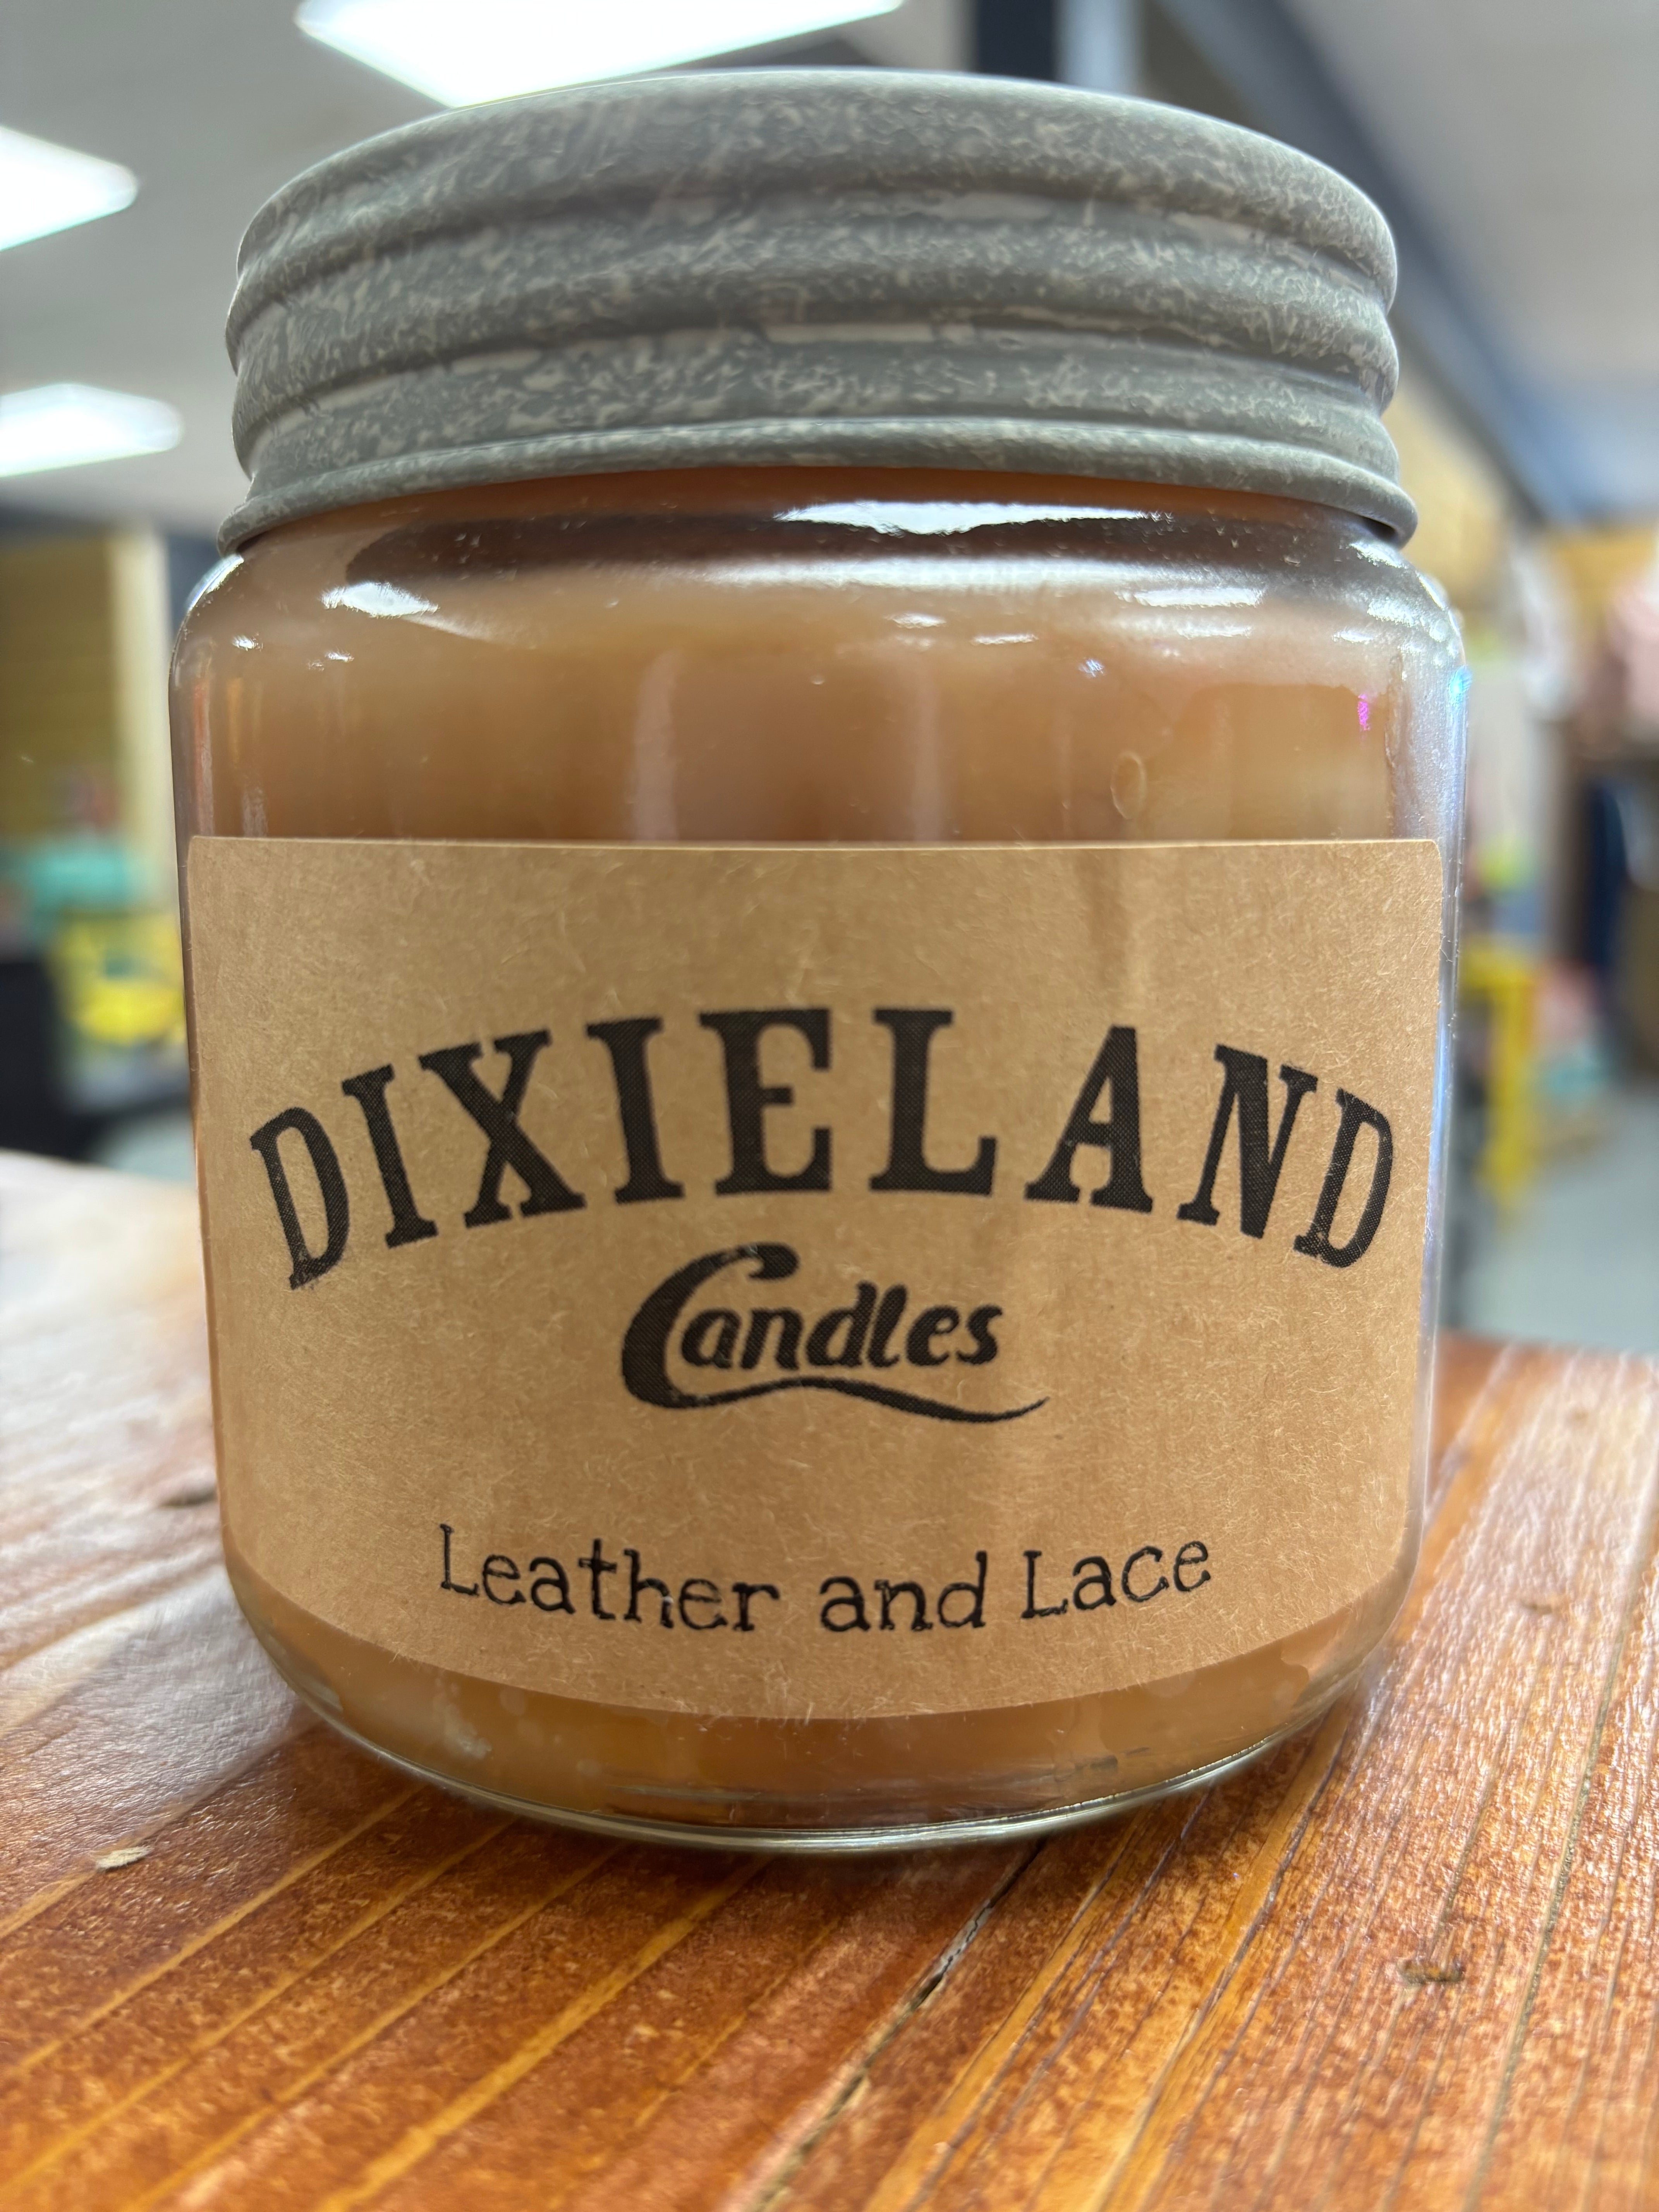 DIXIELAND
Candles
Leather and Lace